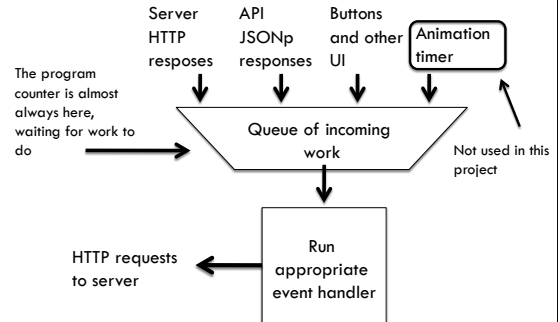 Server
HTTP
resposes
API
JSONp
responses
Buttons
and other
UI
Animation
timer
The program
counter is almost
always here,
waiting for work to
do
Queue of incoming
work
Not used in this
project
HTTP requests
to server
Run
appropriate
event handler